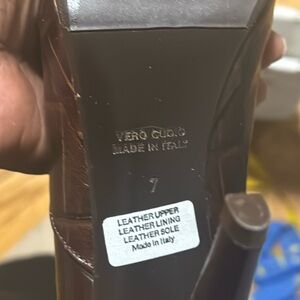 VERO CUOIO
MADE IN ITALY
7
LEATHER UPPER
LEATHER LINING
LEATHER SOLE
Made in Italy